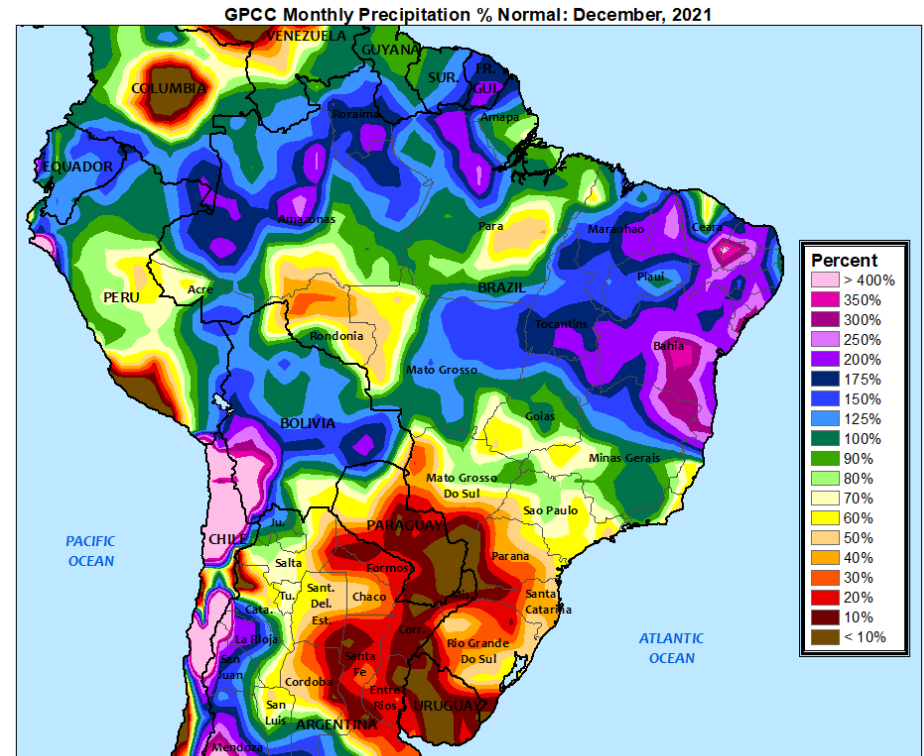 GPCC Monthly Precipitation % Normal: December, 2021
VENEZUELA
GUYANA
COLUMBIA
SUR.
FR.
GUI.
Roraima
Amapa
EQUADOR
Amazonas
Para
Maranhao
Ceara
PERU
Acre
BRAZIL
Piaui
Rondonia
Tocantins
Bahia
Mato Grosso
BOLIVIA
Goias
Minas Gerais
Mato Grosso
Do Sul
Sao Paulo
PACIFIC
OCEAN
CHILE
Ju.
PARAGUAY
Parana
Salta
Formos
Tu.
Sant.
Del.
Est.
Chaco
Mis.
Santa
Catarina
Cata.
La Rioja
Corr.
Rio Grande
Do Sul
ATLANTIC
OCEAN
San
Juan
Santa
Fe
Cordoba
Entre
Rios
San
Luis
URUGUAY
ARGENTINA
Mendoza
Percent
> 400%
350%
300%
250%
200%
175%
150%
125%
100%
90%
80%
70%
60%
50%
40%
30%
20%
10%
< 10%